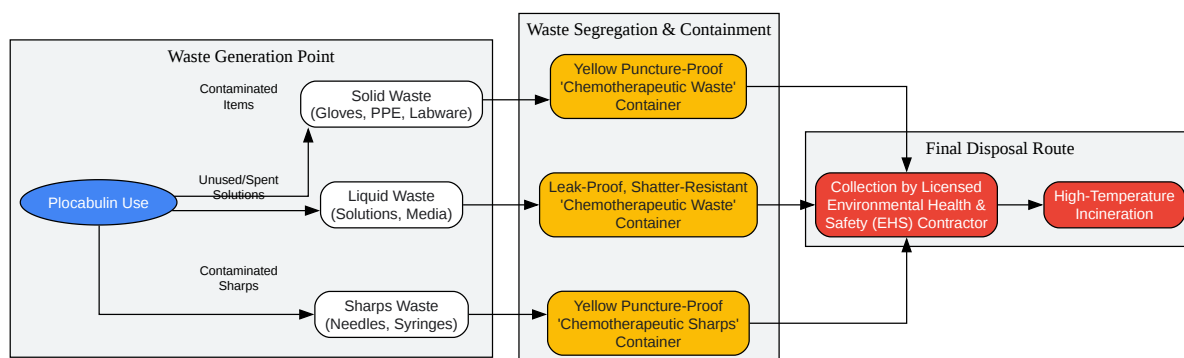 Waste Generation Point
Contaminated
Items
Solid Waste
(Gloves, PPE, Labware)
Plocabulin Use
Unused/Spent
Solutions
Liquid Waste
(Solutions, Media)
Contaminated
Sharps
Sharps Waste
(Needles, Syringes)
Waste Segregation & Containment
Yellow Puncture-Proof
'Chemotherapeutic Waste'
Container
Leak-Proof, Shatter-Resistant
'Chemotherapeutic Waste'
Container
Yellow Puncture-Proof
'Chemotherapeutic Sharps'
Container
Final Disposal Route
Collection by Licensed
Environmental Health &
Safety (EHS) Contractor
High-Temperature
Incineration